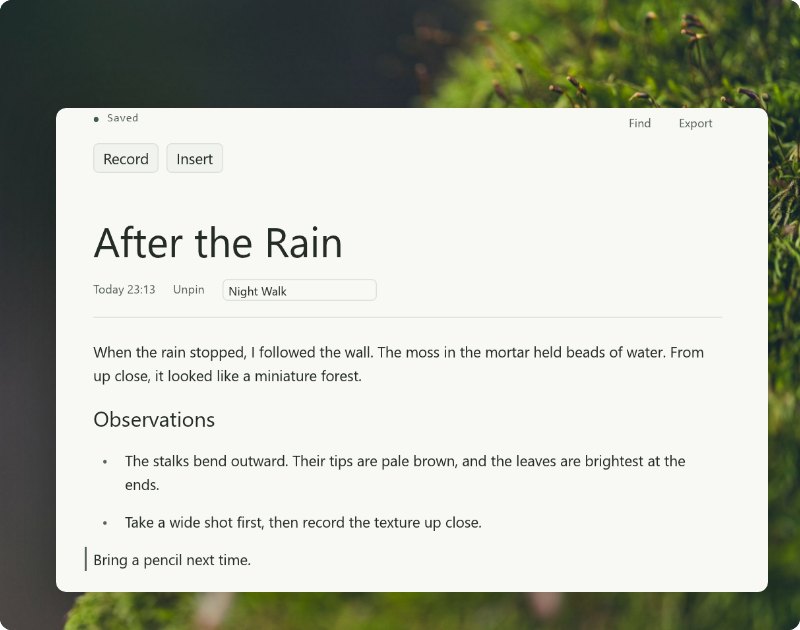 Saved
Find Export
Record Insert
After the Rain
Today 23:13 Unpin Night Walk
When the rain stopped, I followed the wall. The moss in the mortar held beads of water. From
up close, it looked like a miniature forest.
Observations
• The stalks bend outward. Their tips are pale brown, and the leaves are brightest at the
ends.
• Take a wide shot first, then record the texture up close.
Bring a pencil next time.